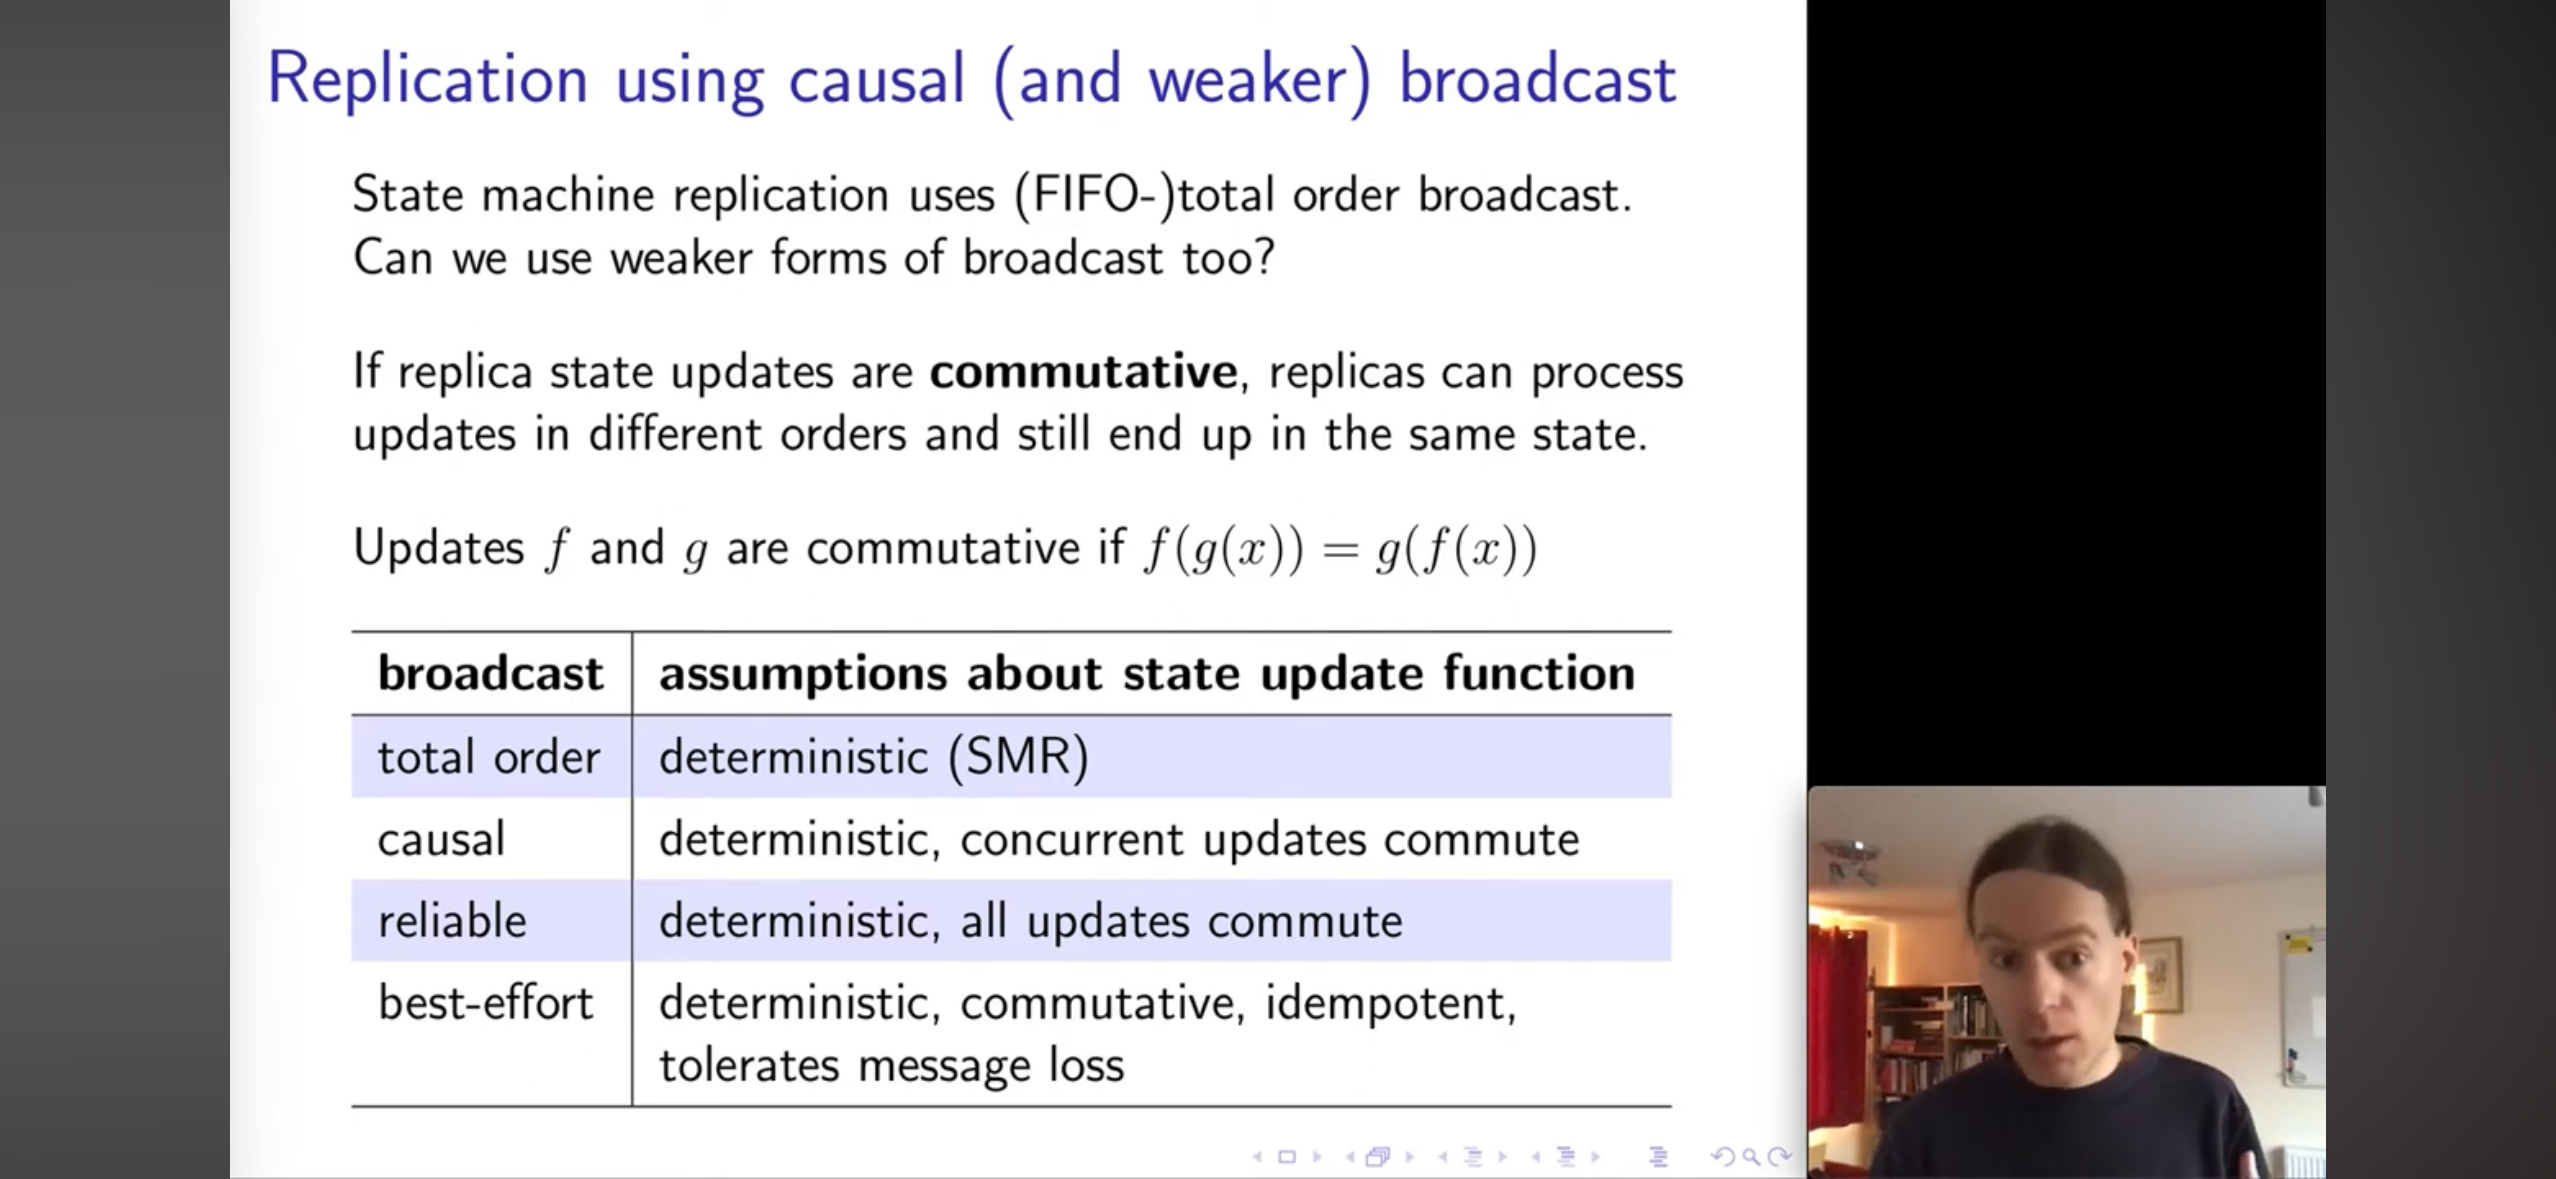 Replication using causal (and weaker) broadcast
State machine replication uses (FIFO-)total order broadcast.
Can we use weaker forms of broadcast too?
If replica state updates are commutative, replicas can process
updates in different orders and still end up in the same state.
Updates f and g are commutative if f(g(x)) = g(f(x))
broadcast assumptions about state update function
total order deterministic (SMR)
causal deterministic, concurrent updates commute
reliable deterministic, all updates commute
best-effort deterministic, commutative, idempotent,
tolerates message loss